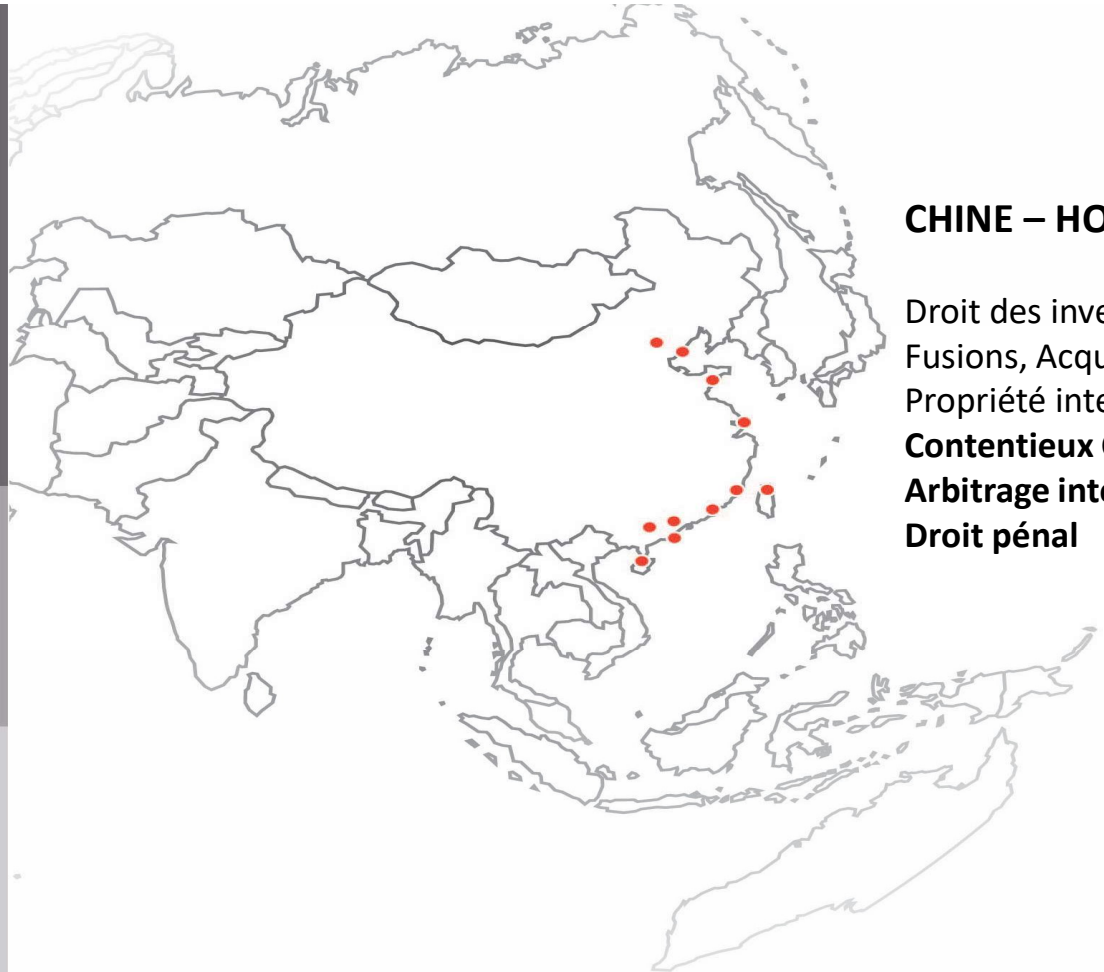 CHINE – HO
Droit des inve
Fusions, Acqu
Propriété inte
Contentieux
Arbitrage inte
Droit pénal